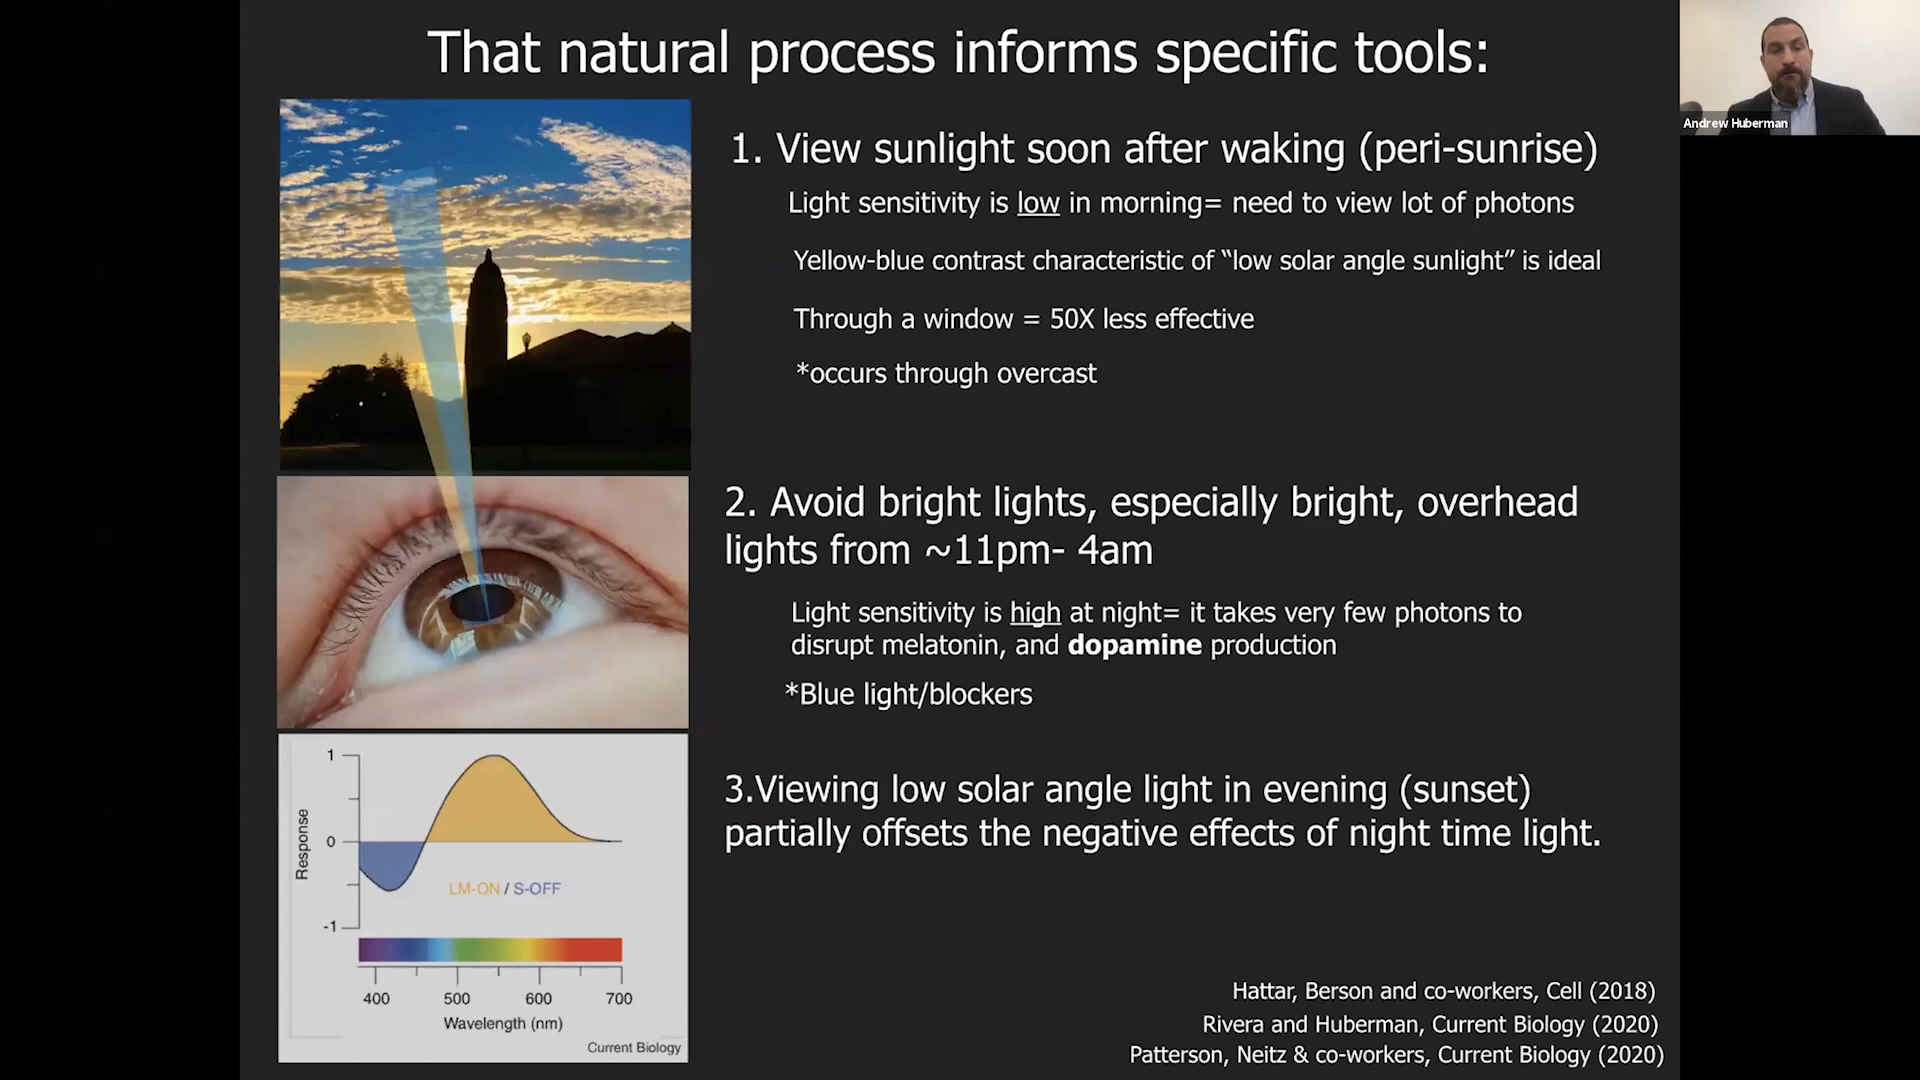 That natural process informs specific tools:
Andrew Huberman
1. View sunlight soon after waking (peri-sunrise)
Light sensitivity is low in morning= need to view lot of photons
Yellow-blue contrast characteristic of “low solar angle sunlight” is ideal
Through a window = 50X less effective
*occurs through overcast
2. Avoid bright lights, especially bright, overhead
lights from ~11pm- 4am
Light sensitivity is high at night= it takes very few photons to
disrupt melatonin, and dopamine production
*Blue light/blockers
3.Viewing low solar angle light in evening (sunset)
partially offsets the negative effects of night time light.
1
0
-1
Response
LM-ON / S-OFF
400 500 600 700
Wavelength (nm)
Current Biology
Hattar, Berson and co-workers, Cell (2018)
Rivera and Huberman, Current Biology (2020)
Patterson, Neitz & co-workers, Current Biology (2020)